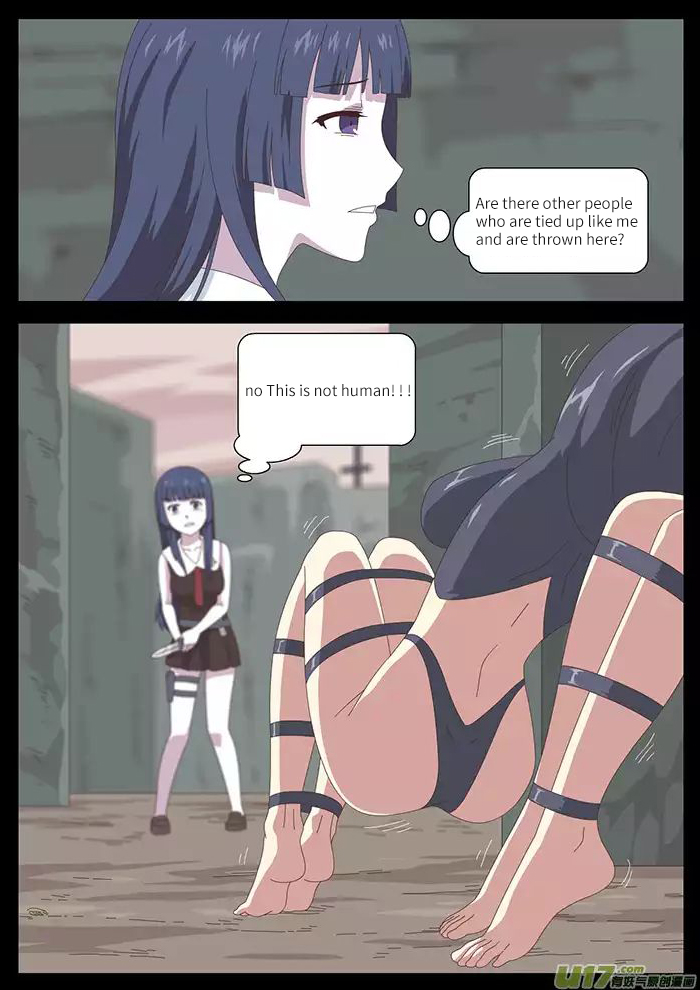 Are there other people
who are tied up like me
and are thrown here?
no This is not human! ! !
U17.com
有妖气原创漫画